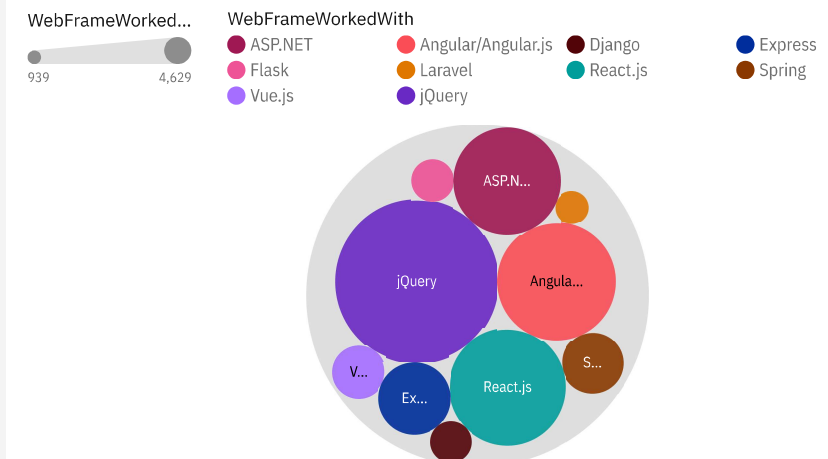 WebFrameWorked...
939 4,629
WebFrameWorkedWith
ASP.NET Angular/Angular.js Django Express
Flask Laravel React.js Spring
Vue.js jQuery
ASP.N...
jQuery Angula...
V... S...
Ex... React.js